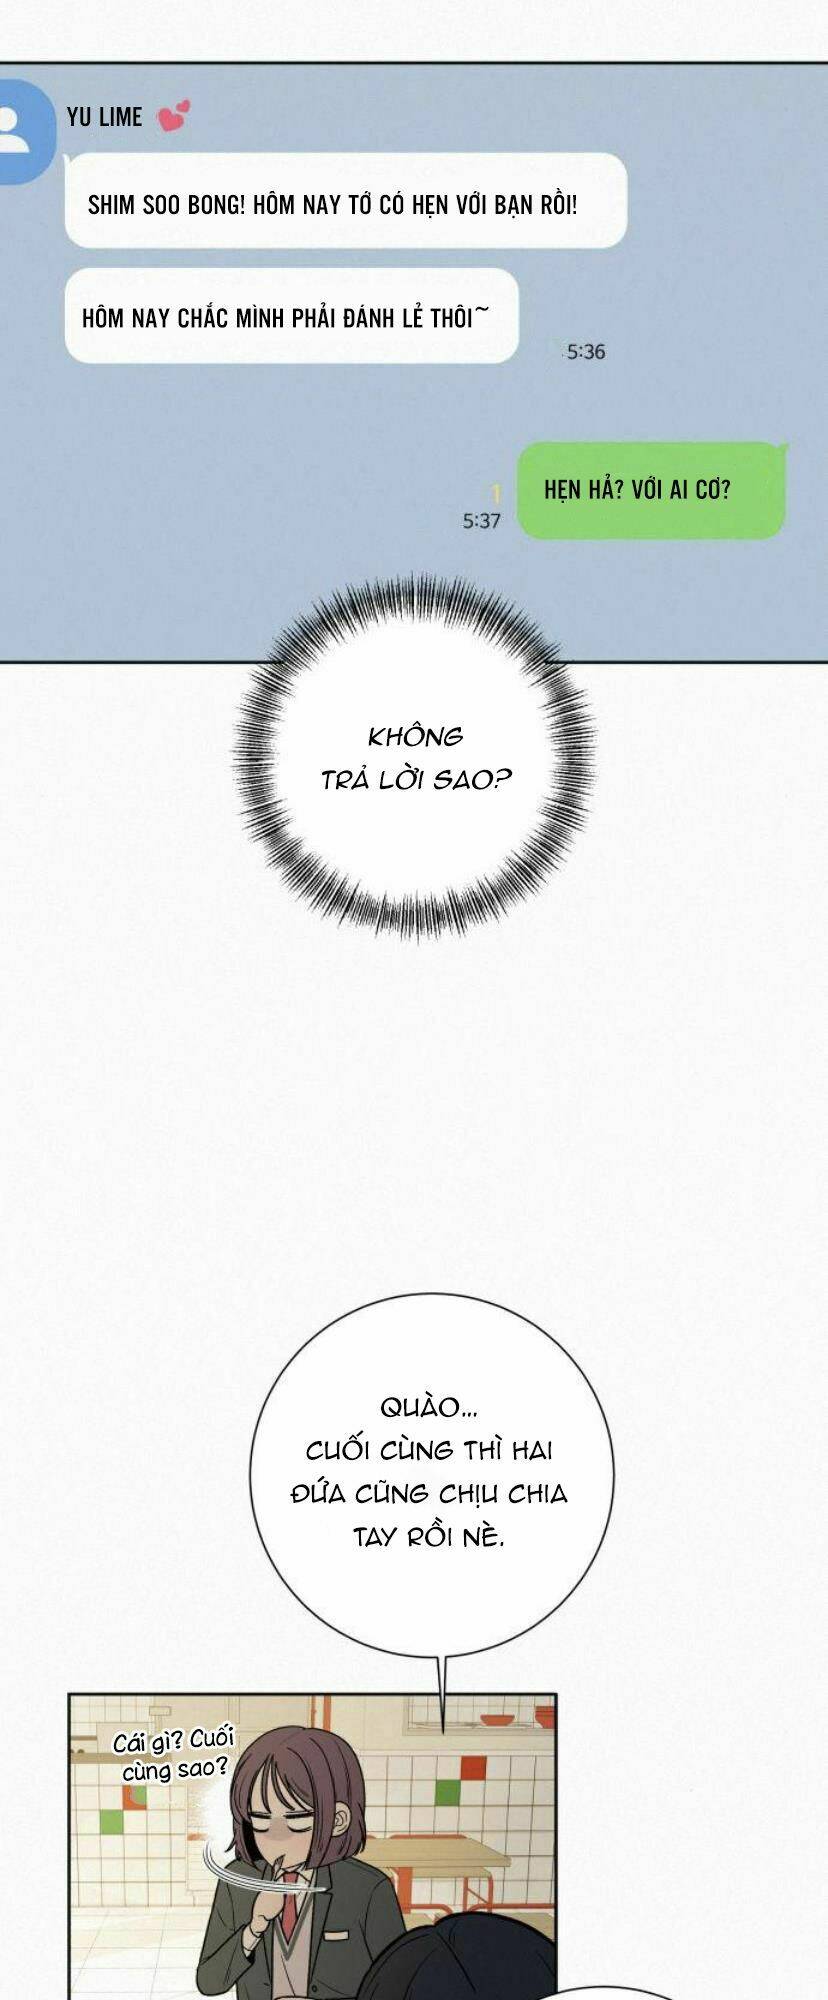 YU LIME
SHIM SOO BONG! HÔM NAY TỚ CÓ HẸN VỚI BẠN RỒI!
HÔM NAY CHẮC MÌNH PHẢI ĐÁNH LẺ THÔI~
5:36
HẸN HẢ? VỚI AI CƠ?
1
5:37
KHÔNG
TRẢ LỜI SAO?
QUÀO...
CUỐI CÙNG THÌ HAI
ĐỨA CŨNG CHỊU CHIA
TAY RỒI NÈ.
Cái gì? Cuối
cùng sao?